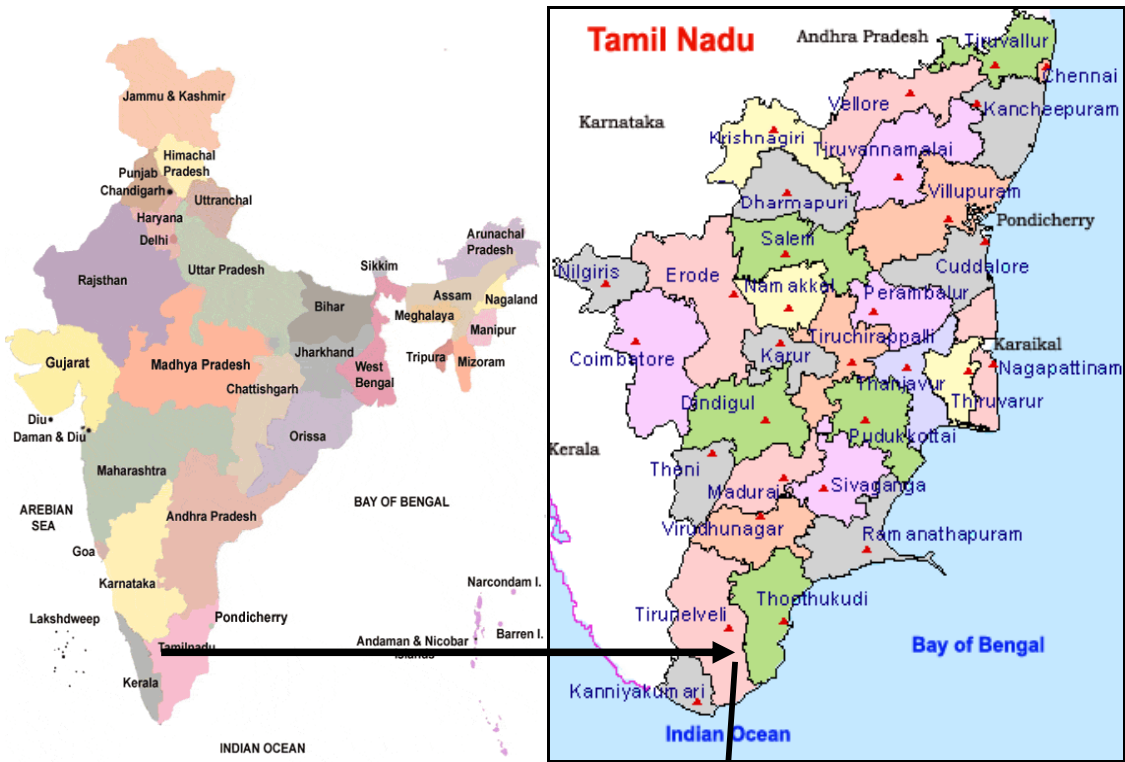 Jammu & Kashmir
Himachal
Pradesh
Punjab
Chandigarh
Uttranchal
Haryana
Delhi
Arunachal
Pradesh
Rajsthan
Uttar Pradesh
Sikkim
Assam
Nagaland
Bihar
Meghalaya
Manipur
Gujarat
Madhya Pradesh
Jharkhand
Tripura
Mizoram
West
Bengal
Chattishgarh
Diu
Daman & Diu
Orissa
Maharashtra
BAY OF BENGAL
AREBIAN
SEA
Andhra Pradesh
Goa
Karnataka
Narcondam I.
Lakshdweep
Pondicherry
Barren I.
Andaman & Nicobar
Islands
Tamilnadu
Kerala
INDIAN OCEAN
Tamil Nadu
Andhra Pradesh
Tiruvallur
Chennai
Vellore
Kancheepuram
Karnataka
Krishnagiri
Tiruvannamalai
Villupuram
Dharmapuri
Pondicherry
Salem
Cuddalore
Nilgiris
Erode
Namakkal
Perambalur
Tiruchirappalli
Karaikal
Coimbatore
Karur
Nagapattinam
Thanjavur
Thiruvarur
Dindigul
Pudukkottai
Kerala
Theni
Madurai
Sivaganga
Virudhunagar
Ramanathapuram
Thoothukudi
Tirunelveli
Bay of Bengal
Kanniyakumari
Indian Ocean